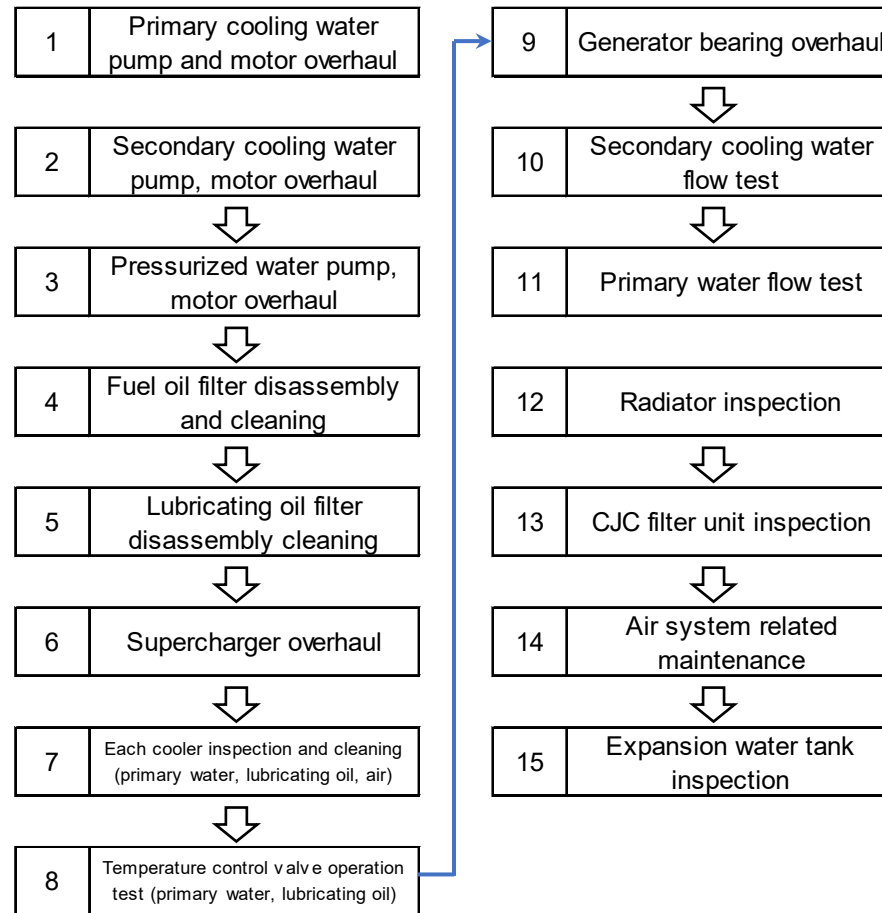 1
Primary cooling water
pump and motor overhaul
2
Secondary cooling water
pump, motor overhaul
3
Pressurized water pump,
motor overhaul
4
Fuel oil filter disassembly
and cleaning
5
Lubricating oil filter
disassembly cleaning
6
Supercharger overhaul
7
Each cooler inspection and cleaning
(primary water, lubricating oil, air)
8
Temperature control valve operation
test (primary water, lubricating oil)
9
Generator bearing overhaul
10
Secondary cooling water
flow test
11
Primary water flow test
12
Radiator inspection
13
CJC filter unit inspection
14
Air system related
maintenance
15
Expansion water tank
inspection